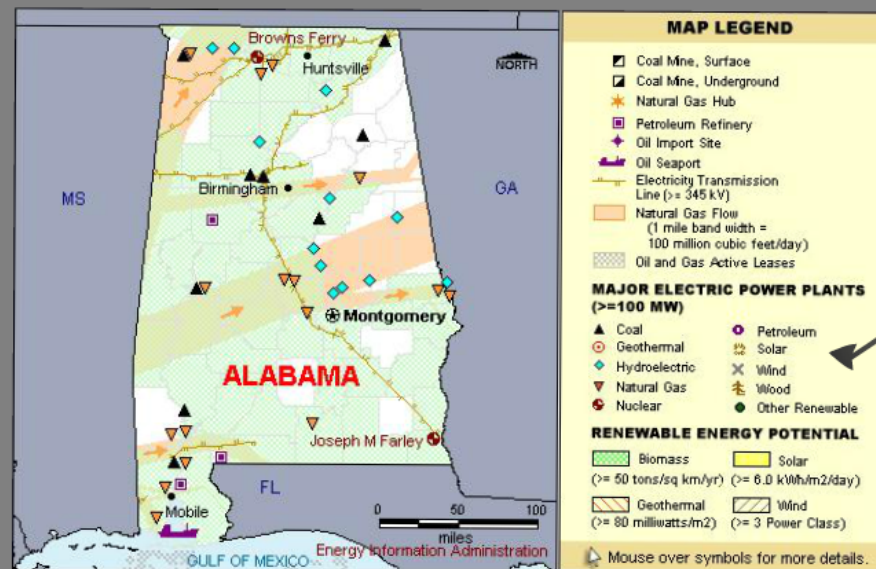 Browns Ferry
Huntsville
NORTH
MS
Birmingham
GA
Montgomery
ALABAMA
Joseph M Farley
FL
Mobile
0 50 100
miles
Energy Information Administration
GULF OF MEXICO
MAP LEGEND
Coal Mine, Surface
Coal Mine, Underground
Natural Gas Hub
Petroleum Refinery
Oil Import Site
Oil Seaport
Electricity Transmission
Line (>= 345 kV)
Natural Gas Flow
(1 mile band width =
100 million cubic feet/day)
Oil and Gas Active Leases
MAJOR ELECTRIC POWER PLANTS
(>=100 MW)
Coal Petroleum
Geothermal Solar
Hydroelectric Wind
Natural Gas Wood
Nuclear Other Renewable
RENEWABLE ENERGY POTENTIAL
Biomass Solar
(>= 50 tons/sq km/yr) (>= 6.0 kWh/m2/day)
Geothermal Wind
(>= 80 milliwatts/m2) (>= 3 Power Class)
Mouse over symbols for more details.